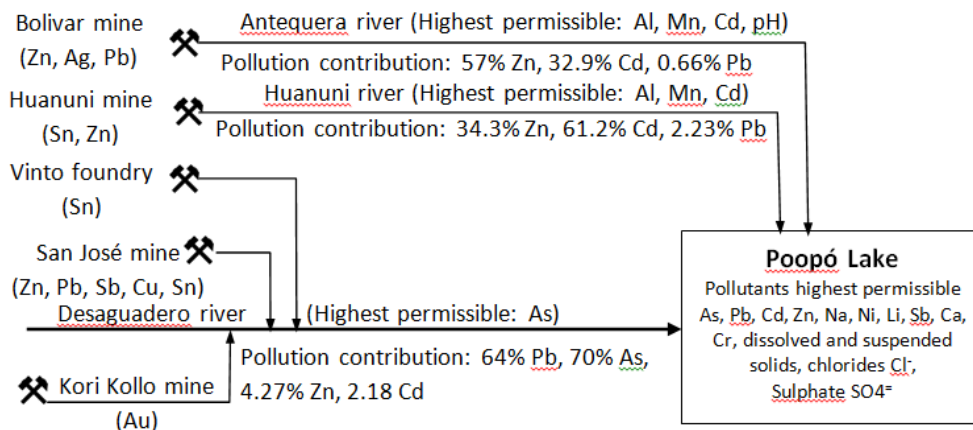 Bolivar mine
(Zn, Ag, Pb)
Antequera river (Highest permissible: Al, Mn, Cd, pH)
Pollution contribution: 57% Zn, 32.9% Cd, 0.66% Pb
Huanuni mine
(Sn, Zn)
Huanuni river (Highest permissible: Al, Mn, Cd)
Pollution contribution: 34.3% Zn, 61.2% Cd, 2.23% Pb
Vinto foundry
(Sn)
San José mine
(Zn, Pb, Sb, Cu, Sn)
Desaguadero river
(Highest permissible: As)
Pollution contribution: 64% Pb, 70% As,
4.27% Zn, 2.18 Cd
Kori Kollo mine
(Au)
Poopó Lake
Pollutants highest permissible
As, Pb, Cd, Zn, Na, Ni, Li, Sb, Ca,
Cr, dissolved and suspended
solids, chlorides Cl⁻,
Sulphate SO4⁼